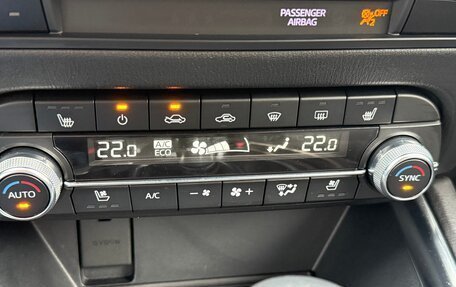 PASSENGER
AIRBAG
OFF
22.0
A/C
ECO
22.0
AUTO
A/C
SYNC